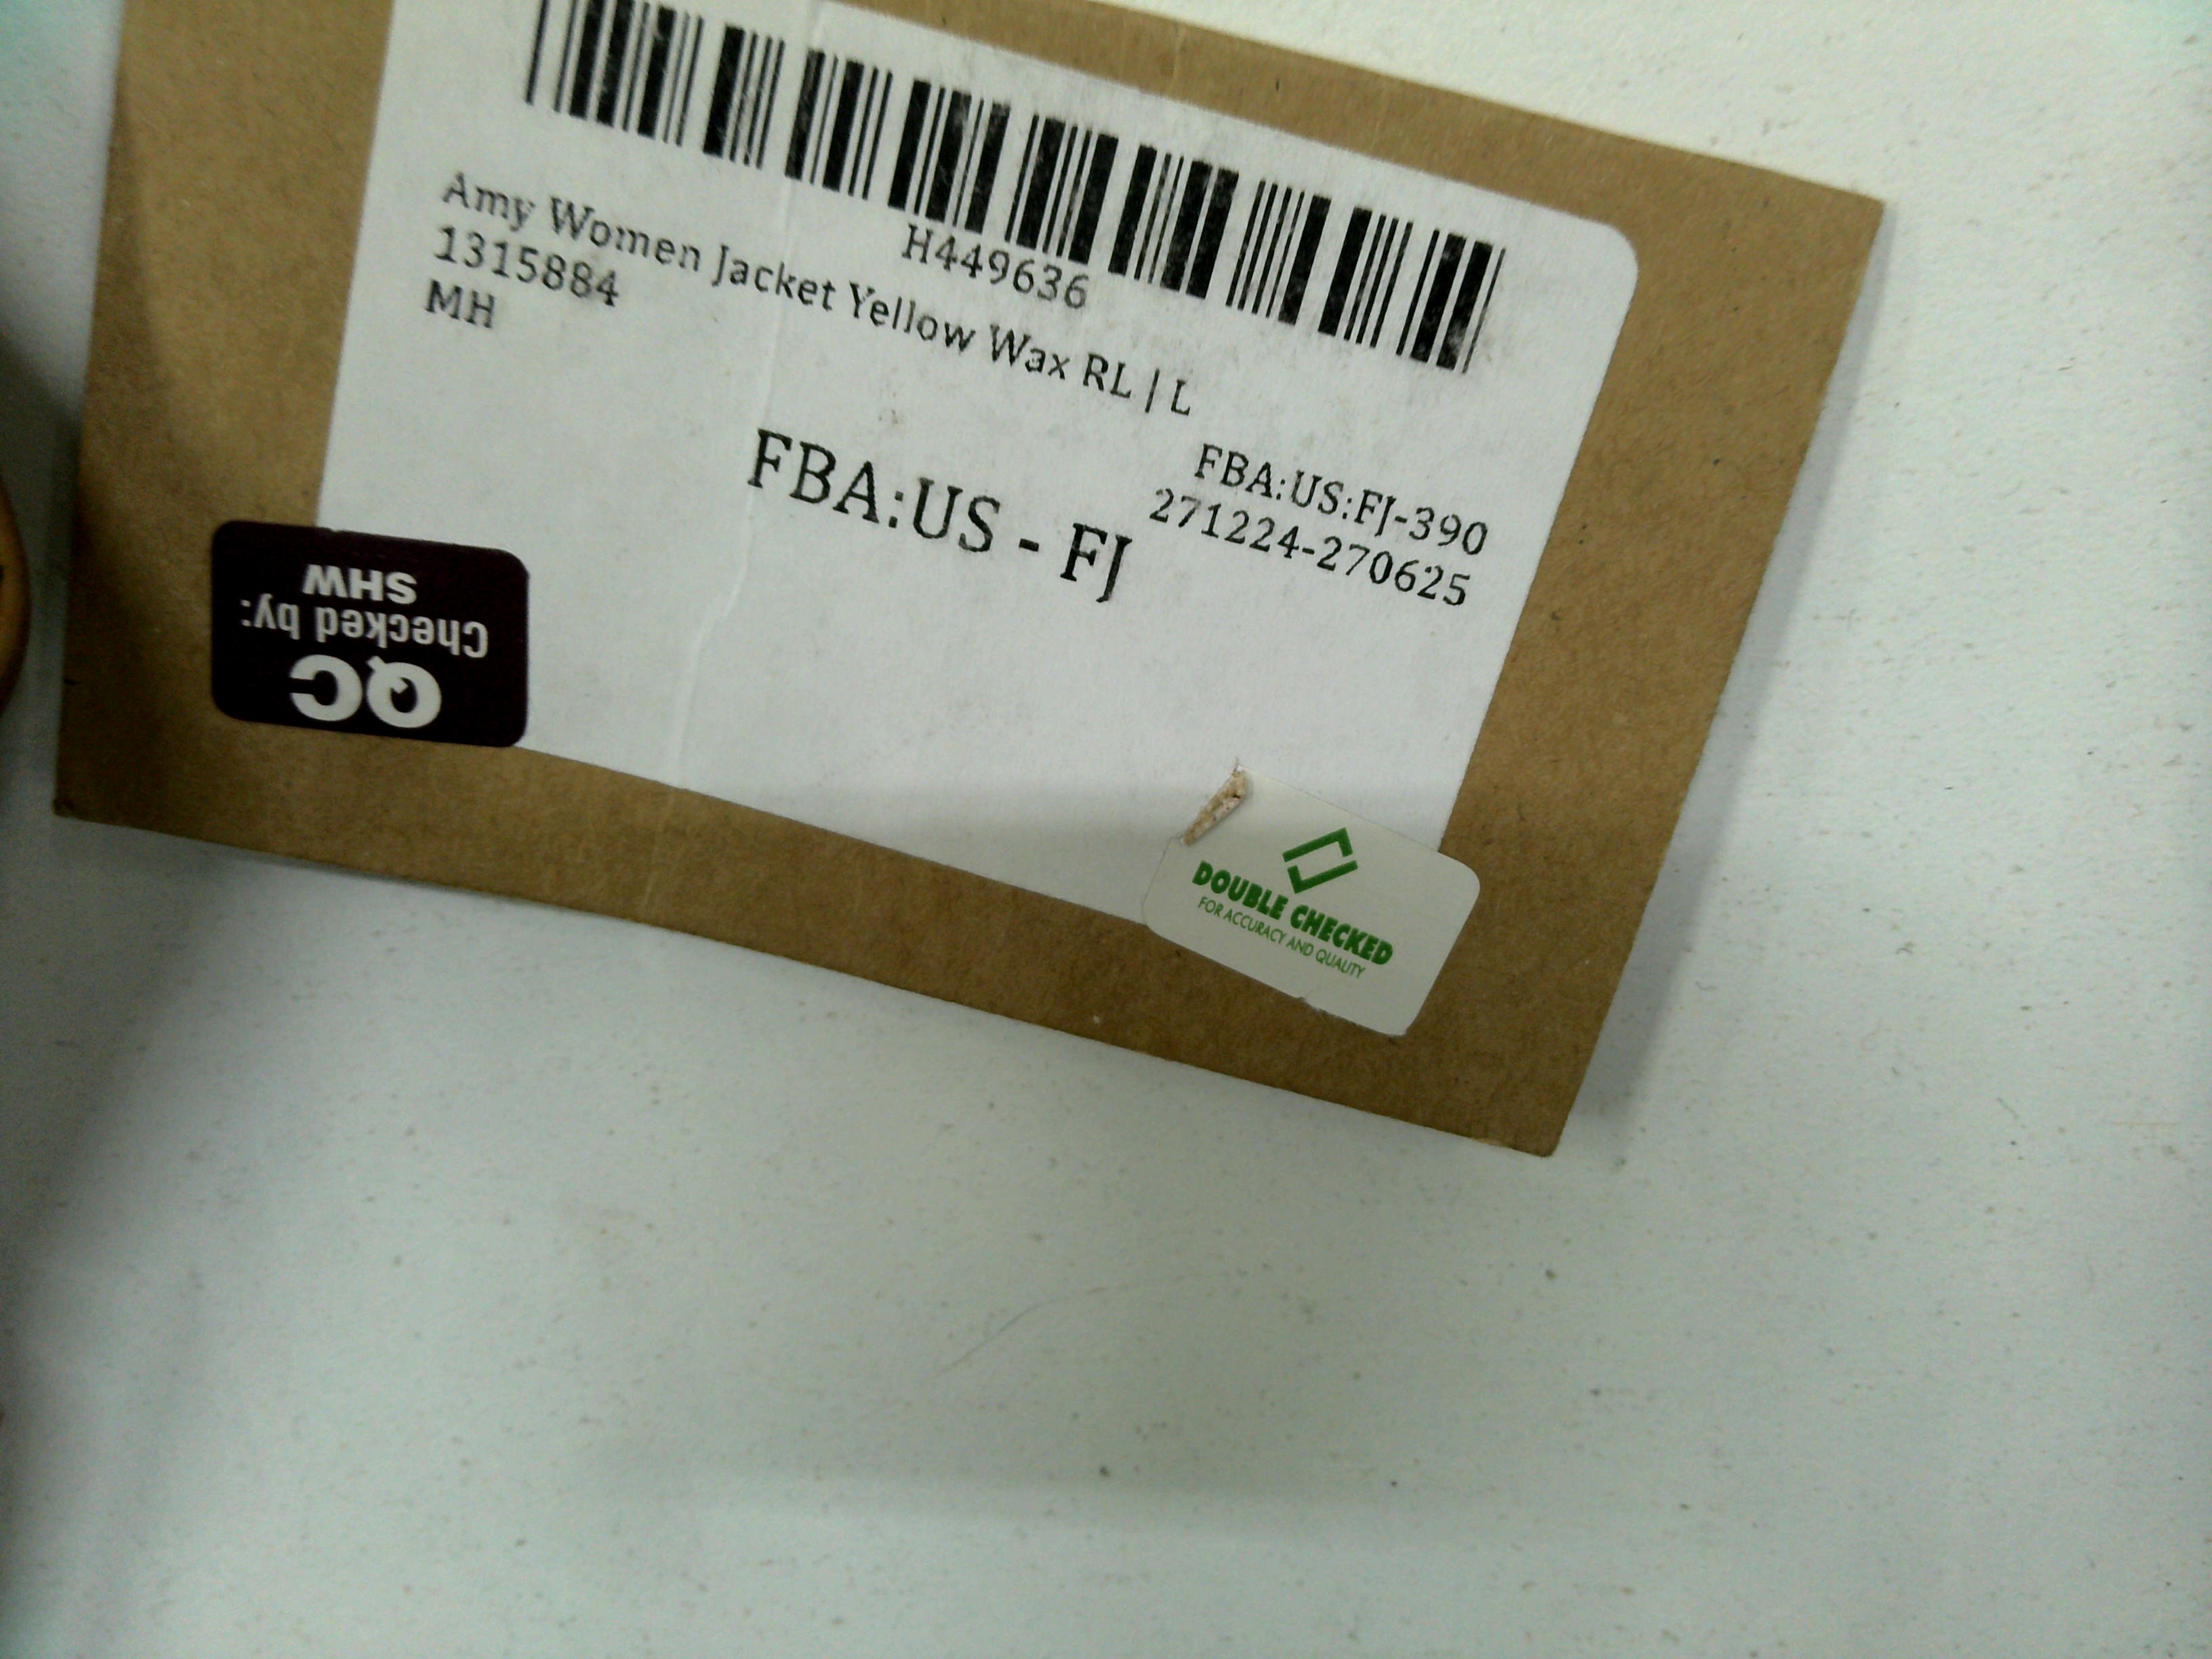 H449636
Amy Women Jacket Yellow Wax RL | L
1315884
MH
FBA:US:FJ-390
271224-270625
FBA:US - FJ
QC
Checked by:
SHW
DOUBLE CHECKED
FOR ACCURACY AND QUALITY